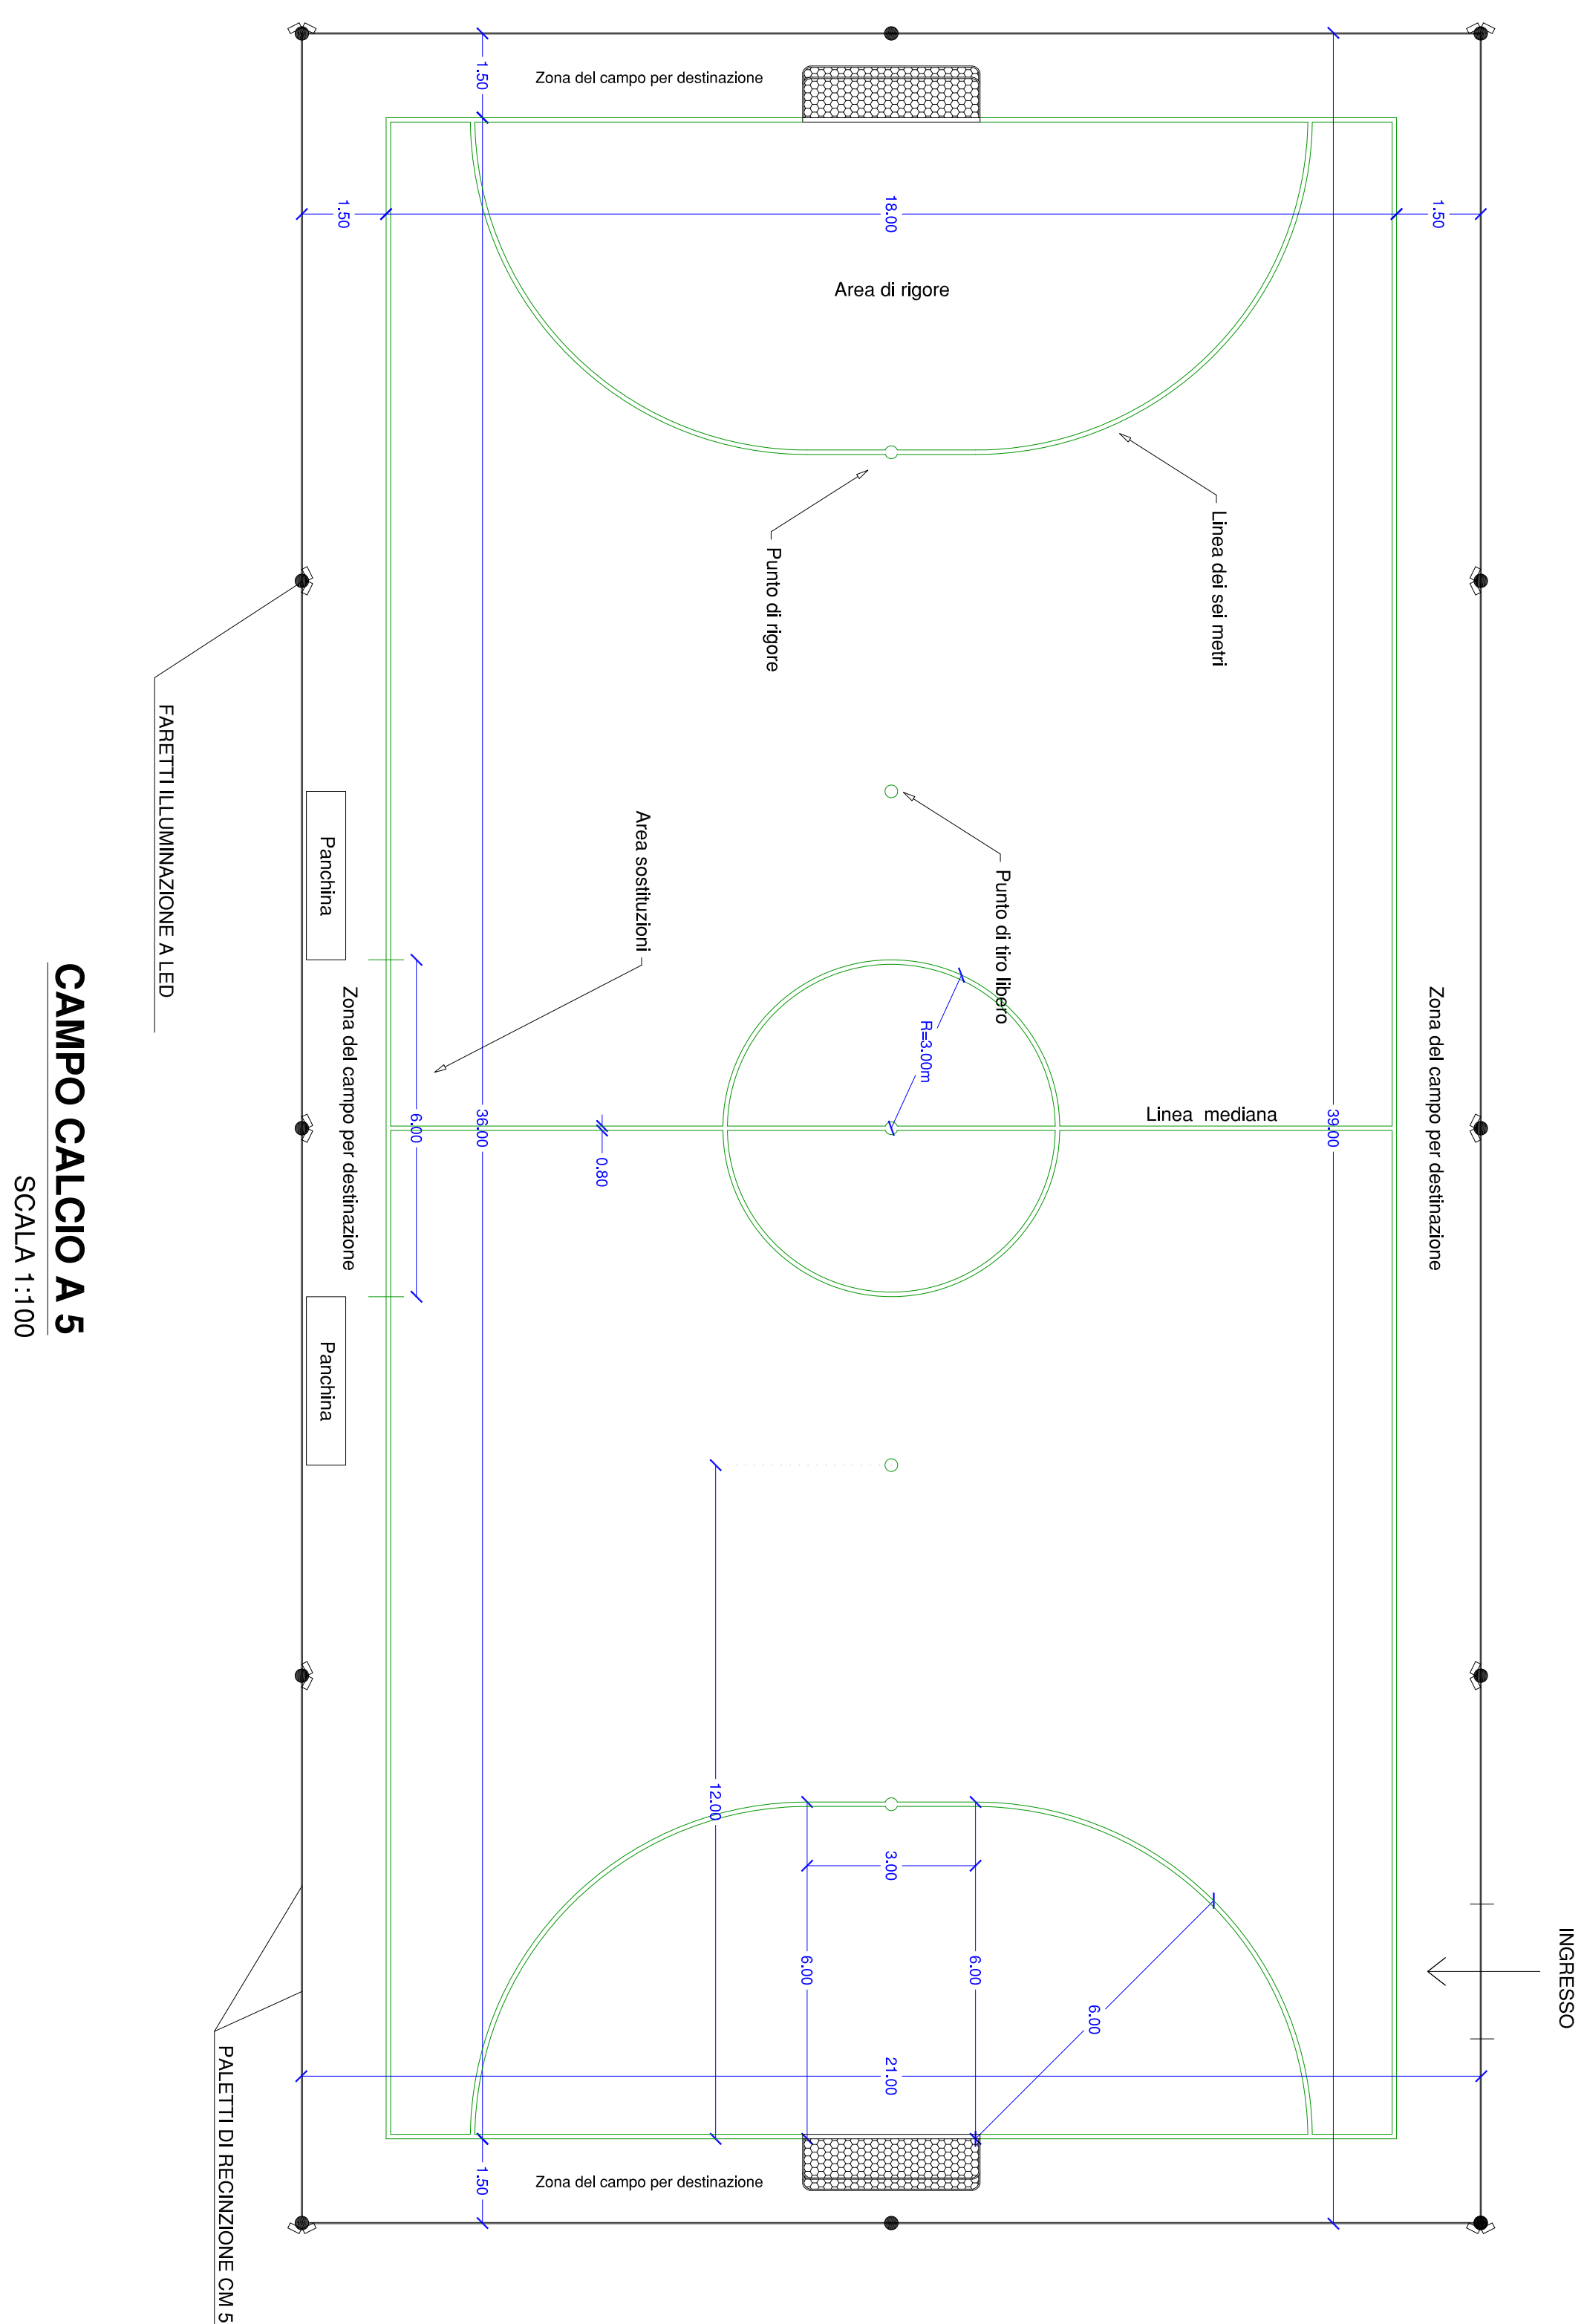 Zona del campo per destinazione
1.50
1.50
18.00
1.50
Area di rigore
Linea dei sei metri
Punto di rigore
Punto di tiro libero
Area sostituzioni
FARETTI ILLUMINAZIONE A LED
Panchina
Zona del campo per destinazione
Zona del campo per destinazione
R=3.00m
Linea  mediana
6.00
36.00
0.80
39.00
Panchina
12.00
3.00
6.00
6.00
6.00
21.00
INGRESSO
1.50
Zona del campo per destinazione
PALETTI DI RECINZIONE CM 5
CAMPO CALCIO A 5
SCALA 1:100